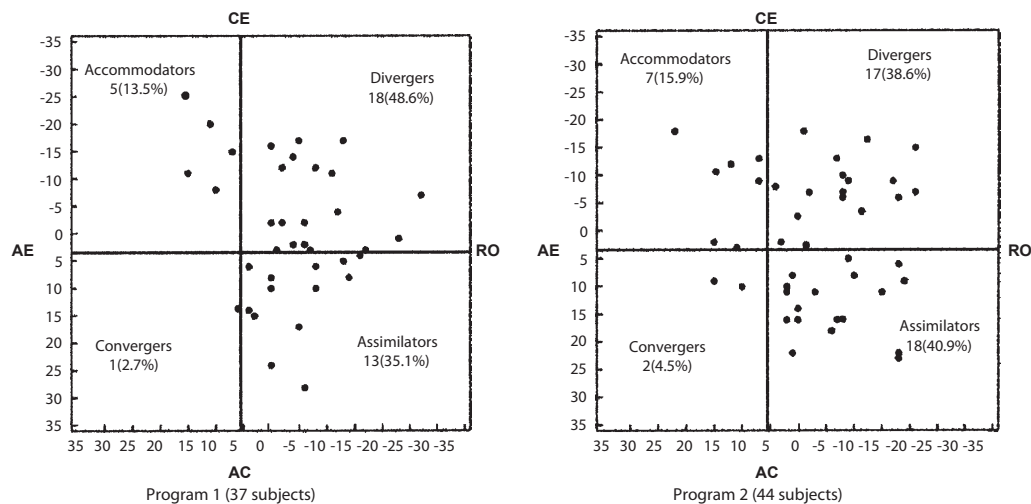 CE
-35
-30
-25
-20
-15
-10
-5
0
5
10
15
20
25
30
35
Accommodators
5(13.5%)
Divergers
18(48.6%)
AE
RO
Convergers
1(2.7%)
Assimilators
13(35.1%)
35 30 25 20 15 10 5 0 -5 -10 -15 -20 -25 -30 -35
AC
Program 1 (37 subjects)
CE
-35
-30
-25
-20
-15
-10
-5
0
5
10
15
20
25
30
35
Accommodators
7(15.9%)
Divergers
17(38.6%)
AE
RO
Convergers
2(4.5%)
Assimilators
18(40.9%)
35 30 25 20 15 10 5 0 -5 -10 -15 -20 -21 -30 -35
AC
Program 2 (44 subjects)